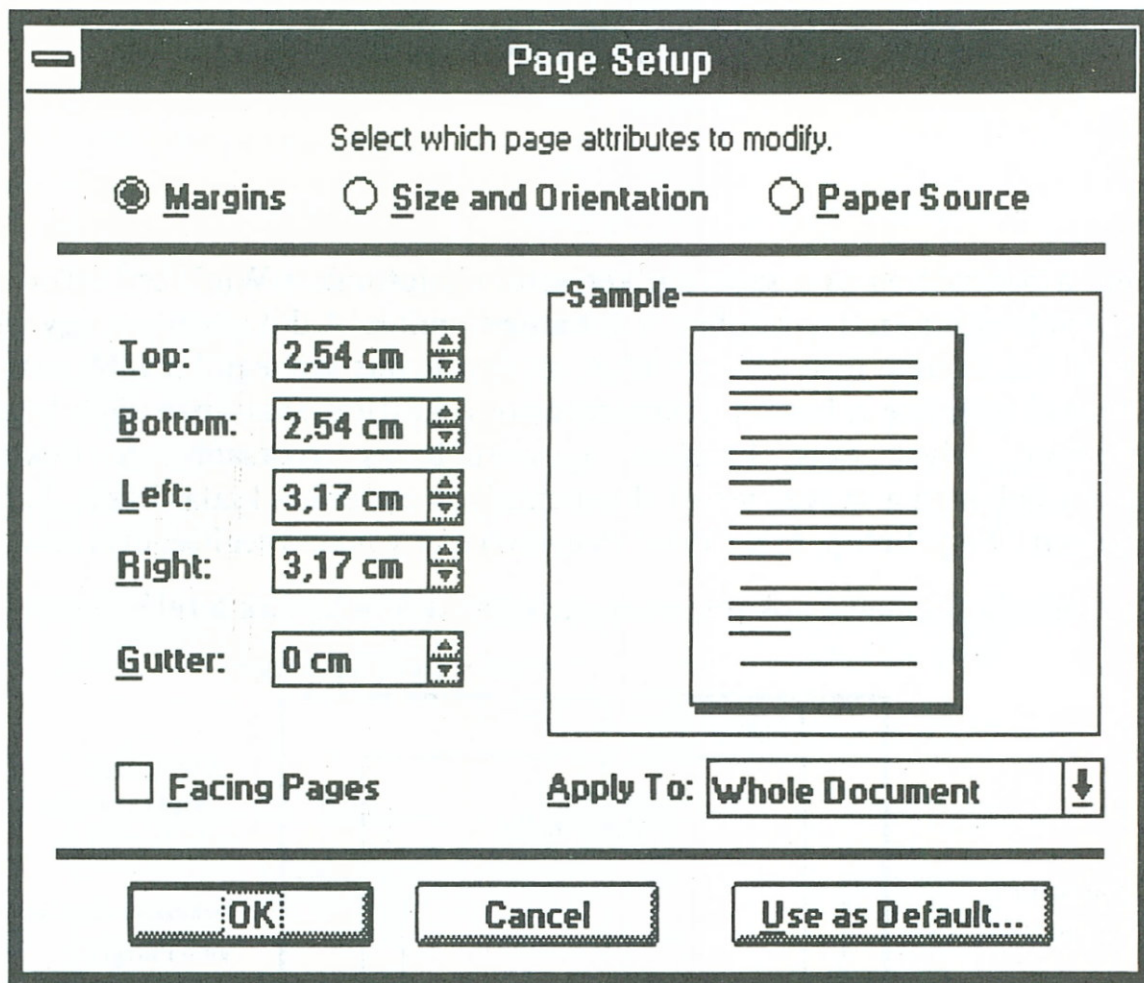 Page Setup
Select which page attributes to modify.
Margins Size and Orientation Paper Source
Sample
Top: 2,54 cm
Bottom: 2,54 cm
Left: 3,17 cm
Right: 3,17 cm
Gutter: 0 cm
Facing Pages
Apply To: Whole Document
OK Cancel Use as Default...